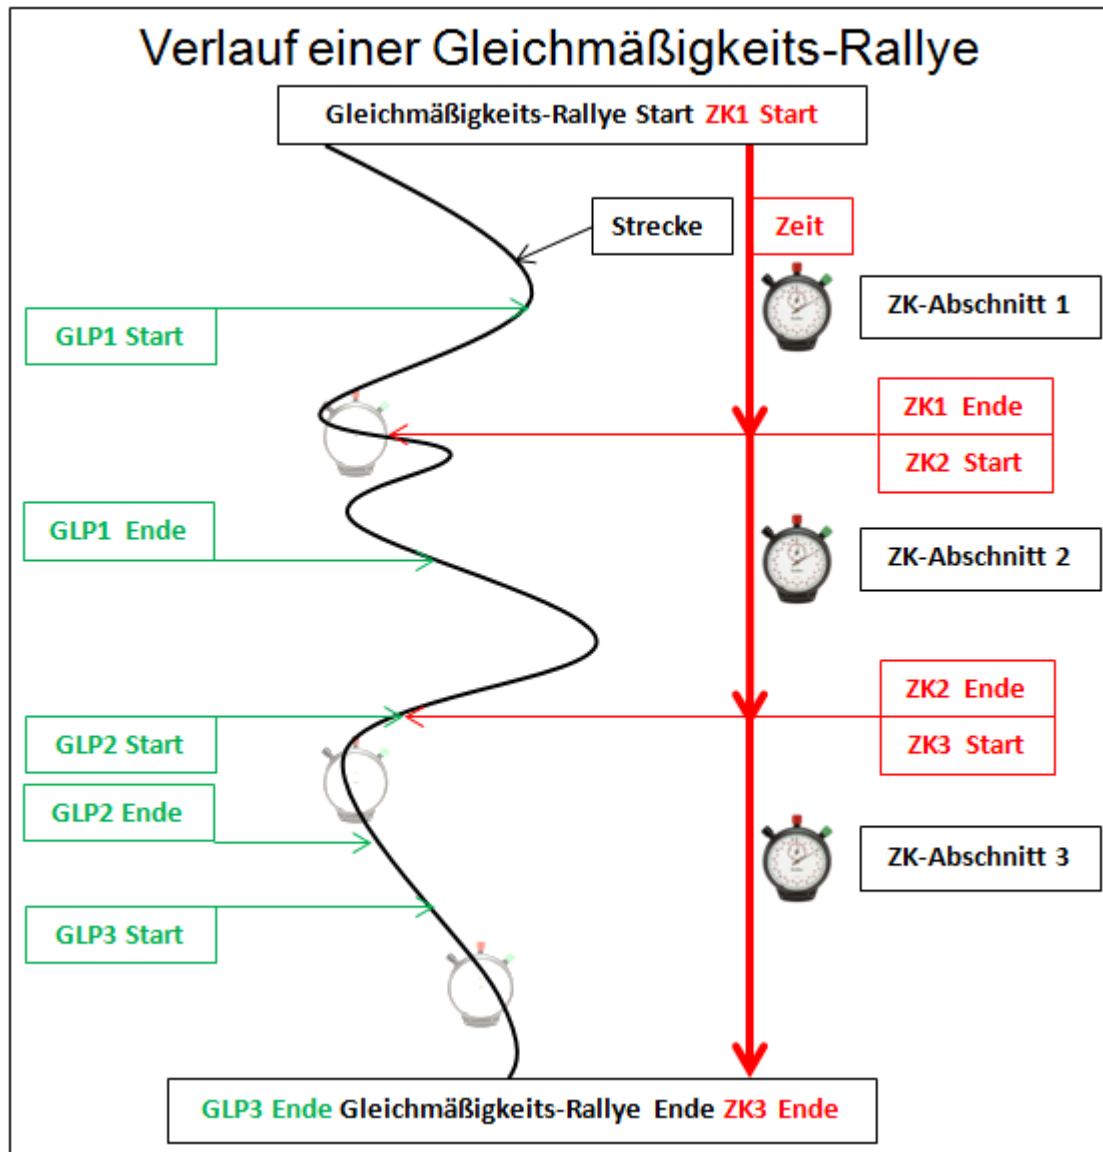 Verlauf einer Gleichmäßigkeits-Rallye
Gleichmäßigkeits-Rallye Start ZK1 Start
Strecke
Zeit
ZK-Abschnitt 1
GLP1 Start
ZK1 Ende
ZK2 Start
GLP1 Ende
ZK-Abschnitt 2
ZK2 Ende
GLP2 Start
ZK3 Start
GLP2 Ende
ZK-Abschnitt 3
GLP3 Start
GLP3 Ende Gleichmäßigkeits-Rallye Ende ZK3 Ende